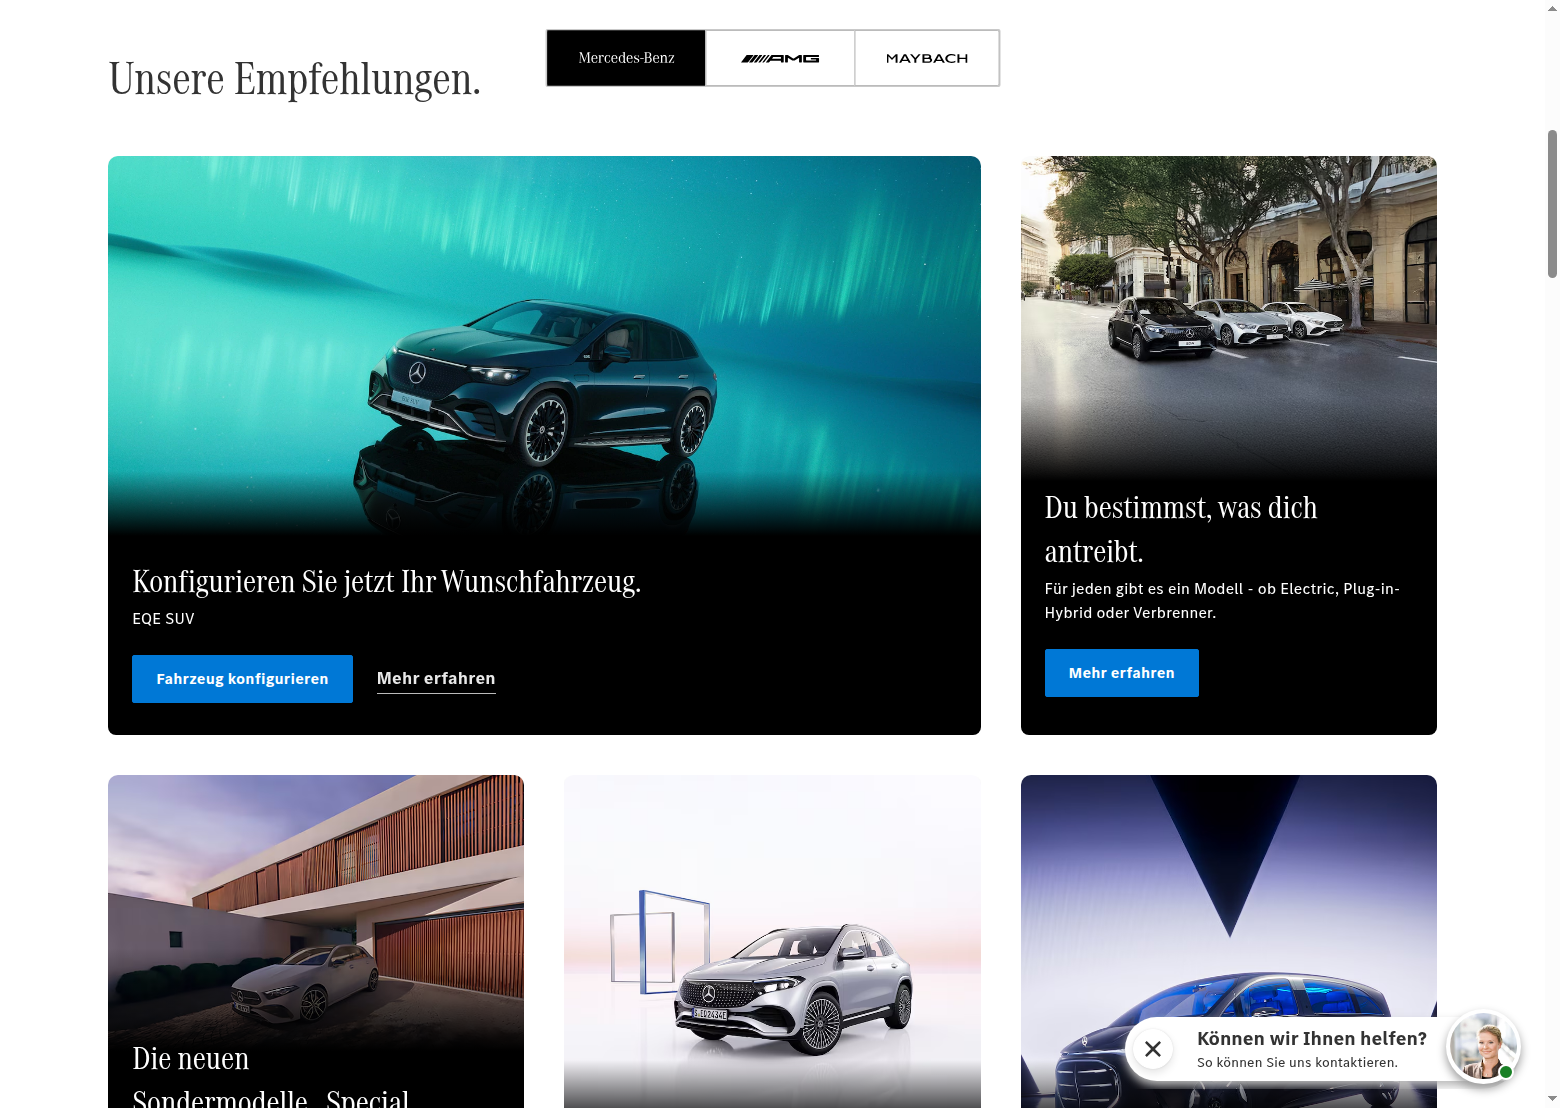 Unsere Empfehlungen.
Mercedes-Benz
AMG
MAYBACH
Konfigurieren Sie jetzt Ihr Wunschfahrzeug.
EQE SUV
Fahrzeug konfigurieren
Mehr erfahren
Du bestimmst, was dich
antreibt.
Für jeden gibt es ein Modell - ob Electric, Plug-in-
Hybrid oder Verbrenner.
Mehr erfahren
Die neuen
Sondermodelle „Special
Können wir Ihnen helfen?
So können Sie uns kontaktieren.